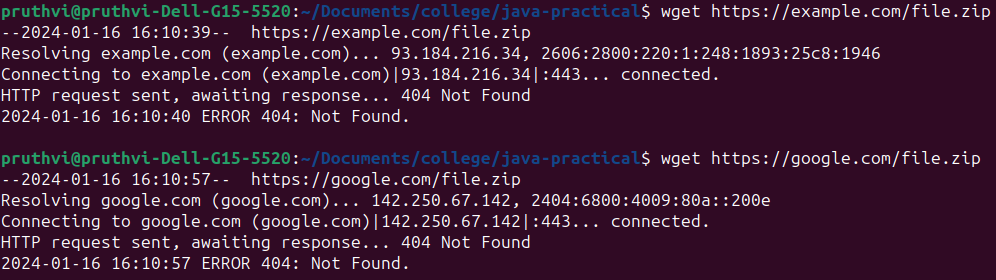 pruthvi@pruthvi-Dell-G15-5520:~/Documents/college/java-practical$ wget https://example.com/file.zip
--2024-01-16 16:10:39--  https://example.com/file.zip
Resolving example.com (example.com)... 93.184.216.34, 2606:2800:220:1:248:1893:25c8:1946
Connecting to example.com (example.com)|93.184.216.34|:443... connected.
HTTP request sent, awaiting response... 404 Not Found
2024-01-16 16:10:40 ERROR 404: Not Found.
pruthvi@pruthvi-Dell-G15-5520:~/Documents/college/java-practical$ wget https://google.com/file.zip
--2024-01-16 16:10:57--  https://google.com/file.zip
Resolving google.com (google.com)... 142.250.67.142, 2404:6800:4009:80a::200e
Connecting to google.com (google.com)|142.250.67.142|:443... connected.
HTTP request sent, awaiting response... 404 Not Found
2024-01-16 16:10:57 ERROR 404: Not Found.